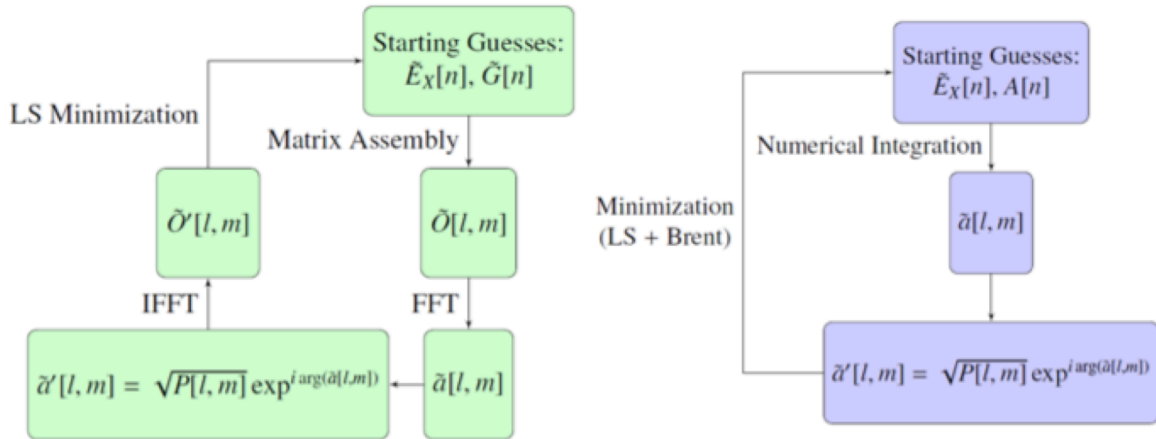 Starting Guesses:
Ẽ_X[n], G̃[n]
LS Minimization
Matrix Assembly
Õ′[l, m]
Õ[l, m]
IFFT
FFT
ã′[l, m] = √P[l, m] exp^{i arg(ã[l,m])}
ã[l, m]
Starting Guesses:
Ẽ_X[n], A[n]
Numerical Integration
Minimization
(LS + Brent)
ã[l, m]
ã′[l, m] = √P[l, m] exp^{i arg(ã[l,m])}